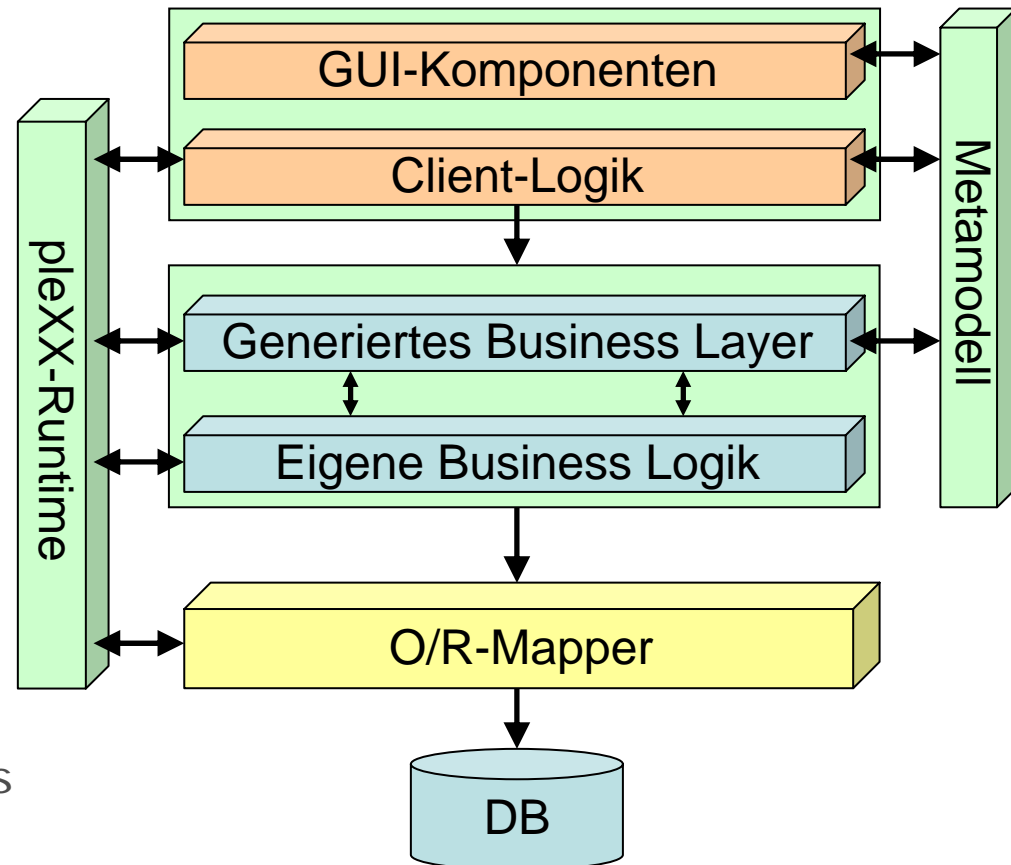 GUI-Komponenten
Client-Logik
Metamodell
pleXX-Runtime
Generiertes Business Layer
Eigene Business Logik
O/R-Mapper
s
DB